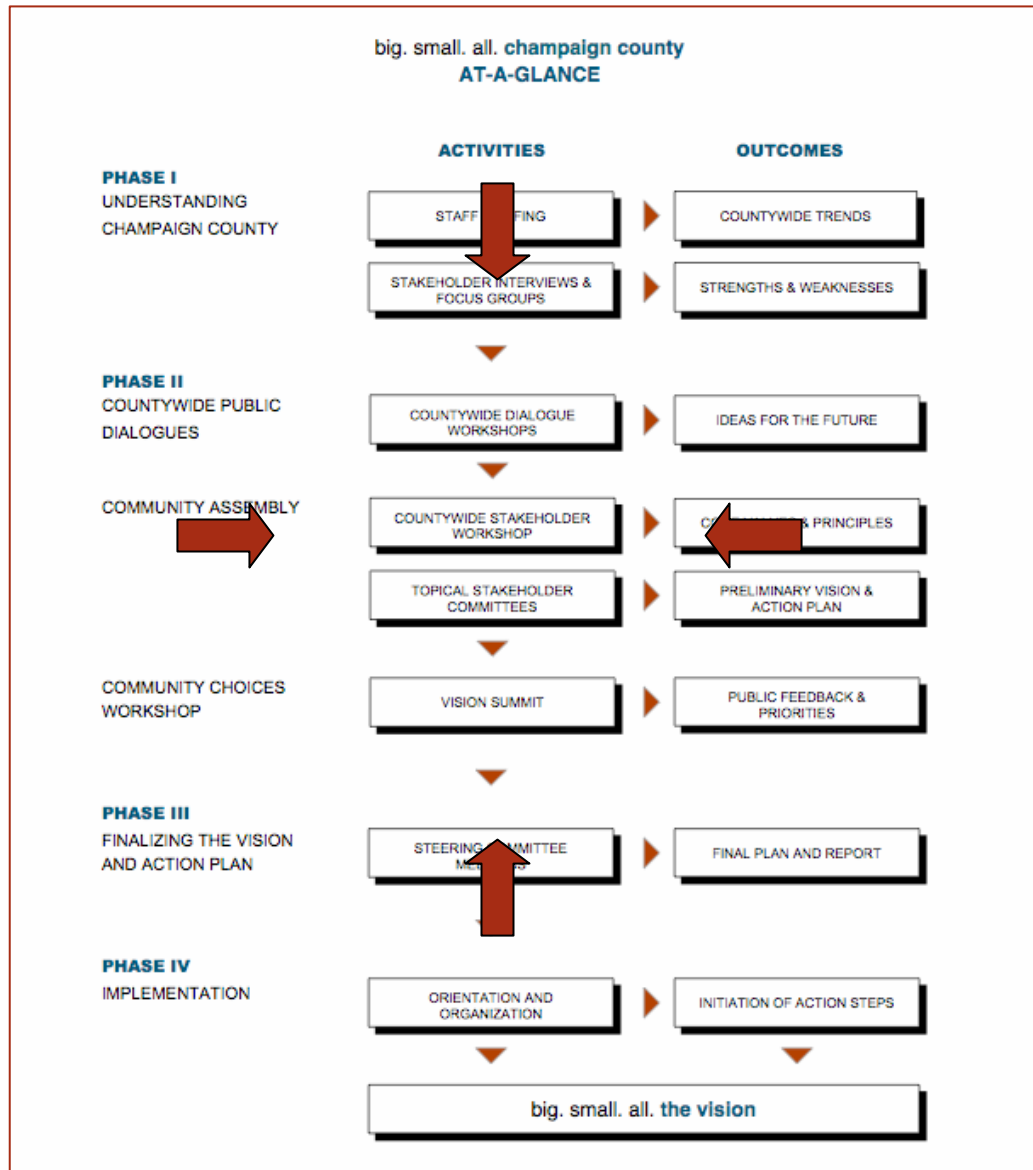 big. small. all. champaign county
AT-A-GLANCE
ACTIVITIES
OUTCOMES
PHASE I
UNDERSTANDING
CHAMPAIGN COUNTY
STAFF
COUNTYWIDE TRENDS
STAKEHOLDER INTERVIEWS &
FOCUS GROUPS
STRENGTHS & WEAKNESSES
PHASE II
COUNTYWIDE PUBLIC
DIALOGUES
COUNTYWIDE DIALOGUE
WORKSHOPS
IDEAS FOR THE FUTURE
COMMUNITY ASSEMBLY
COUNTYWIDE STAKEHOLDER
WORKSHOP
& PRINCIPLES
TOPICAL STAKEHOLDER
COMMITTEES
PRELIMINARY VISION &
ACTION PLAN
COMMUNITY CHOICES
WORKSHOP
VISION SUMMIT
PUBLIC FEEDBACK &
PRIORITIES
PHASE III
FINALIZING THE VISION
AND ACTION PLAN
STEERING COMMITTEE
FINAL PLAN AND REPORT
PHASE IV
IMPLEMENTATION
ORIENTATION AND
ORGANIZATION
INITIATION OF ACTION STEPS
big. small. all. the vision